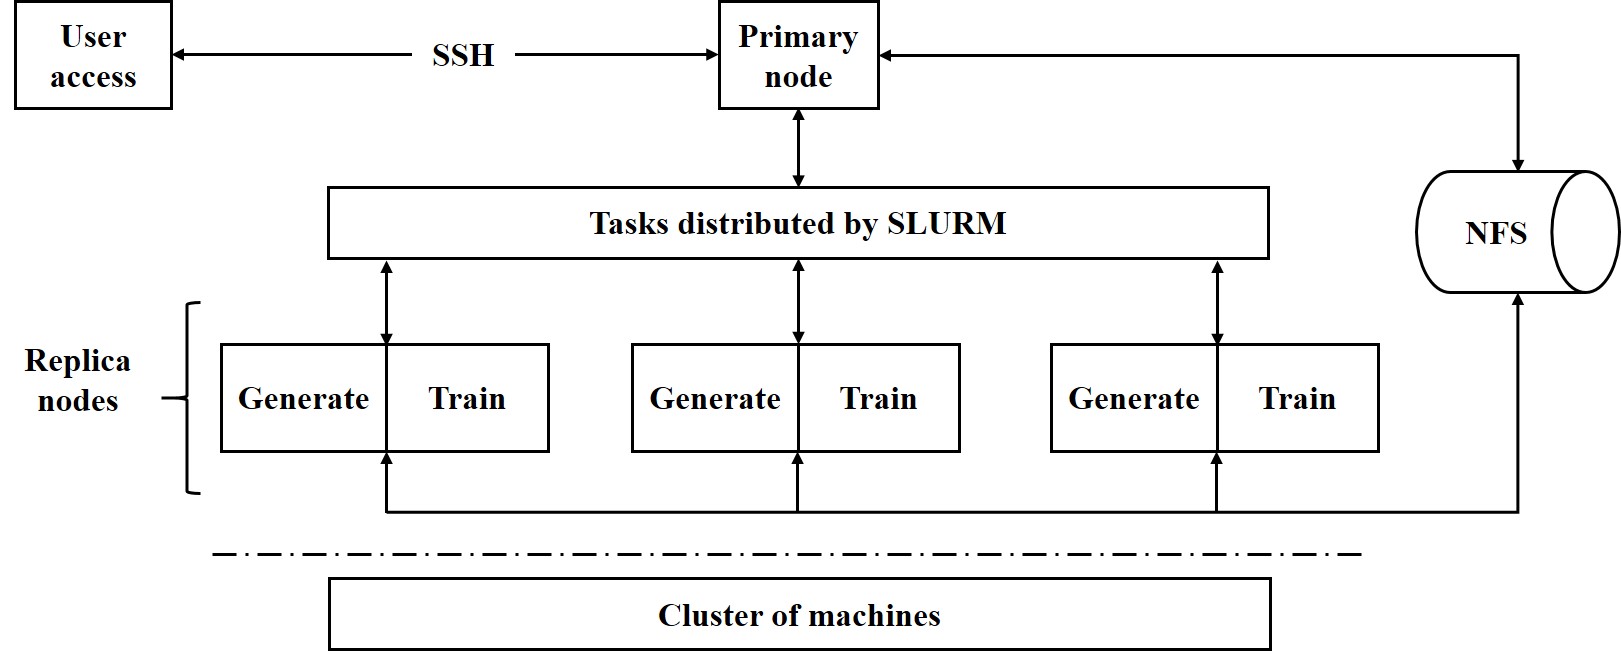 User
access
SSH
Primary
node
Tasks distributed by SLURM
NFS
Replica
nodes
Generate
Train
Generate
Train
Generate
Train
Cluster of machines